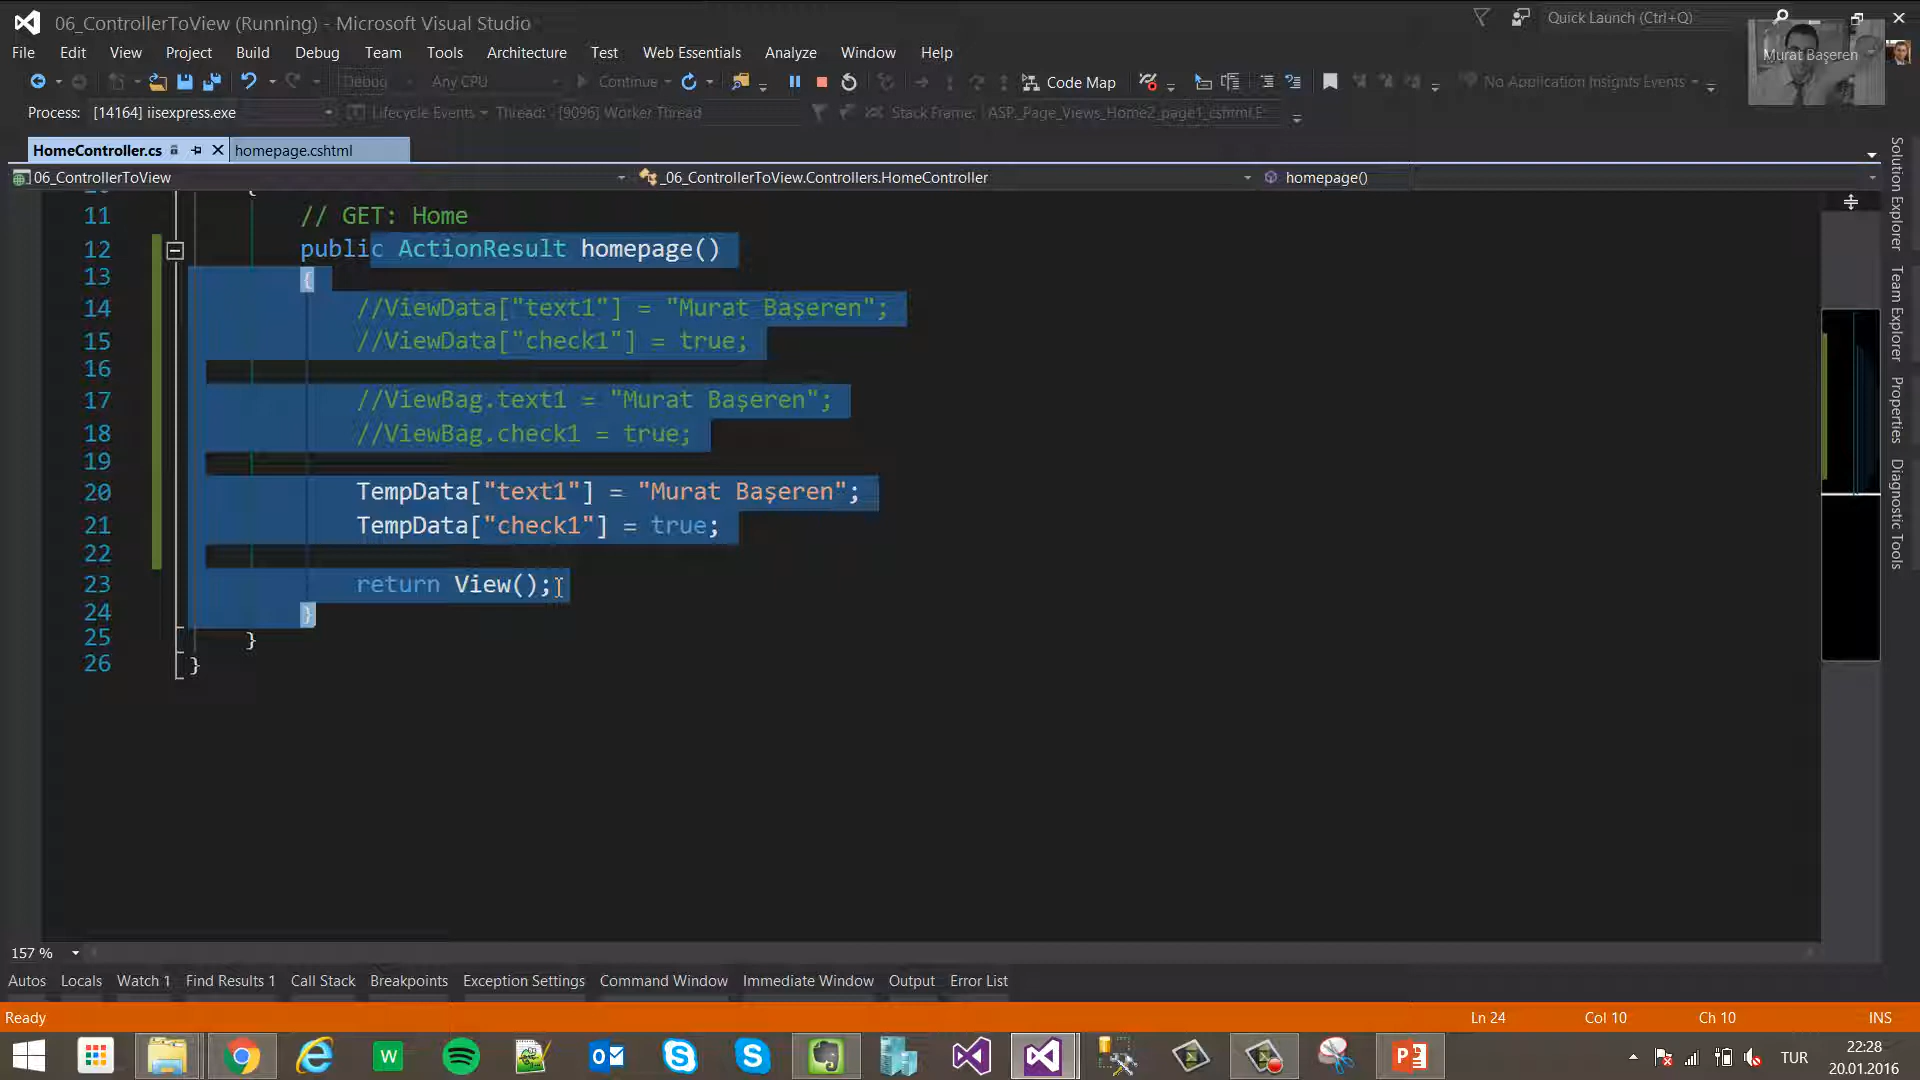 06_ControllerToView (Running) - Microsoft Visual Studio
Quick Launch (Ctrl+Q)
File Edit View Project Build Debug Team Tools Architecture Test Web Essentials Analyze Window Help
Murat Başeren
Debug Any CPU Continue Code Map No Application Insights Events
Process: [14164] iisexpress.exe Lifecycle Events Thread: [9096] Worker Thread Stack Frame: ASP._Page_Views_Home2_page1_cshtml.E
HomeController.cs homepage.cshtml
06_ControllerToView _06_ControllerToView.Controllers.HomeController homepage()
11 // GET: Home
12 public ActionResult homepage()
13 {
14 //ViewData["text1"] = "Murat Başeren";
15 //ViewData["check1"] = true;
16
17 //ViewBag.text1 = "Murat Başeren";
18 //ViewBag.check1 = true;
19
20 TempData["text1"] = "Murat Başeren";
21 TempData["check1"] = true;
22
23 return View();
24 }
25 }
26 }
Solution Explorer
Team Explorer
Properties
Diagnostic Tools
157 %
Autos Locals Watch 1 Find Results 1 Call Stack Breakpoints Exception Settings Command Window Immediate Window Output Error List
Ready Ln 24 Col 10 Ch 10 INS
TUR
22:28
20.01.2016